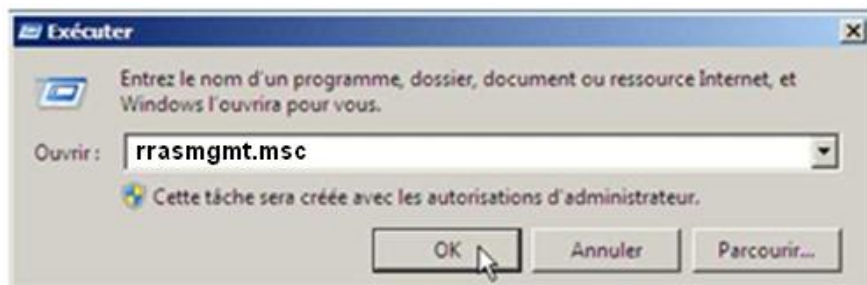 Exécuter
Entrez le nom d'un programme, dossier, document ou ressource Internet, et
Windows l'ouvrira pour vous.
Ouvrir : rrasmgmt.msc
Cette tâche sera créée avec les autorisations d'administrateur.
OK Annuler Parcourir...